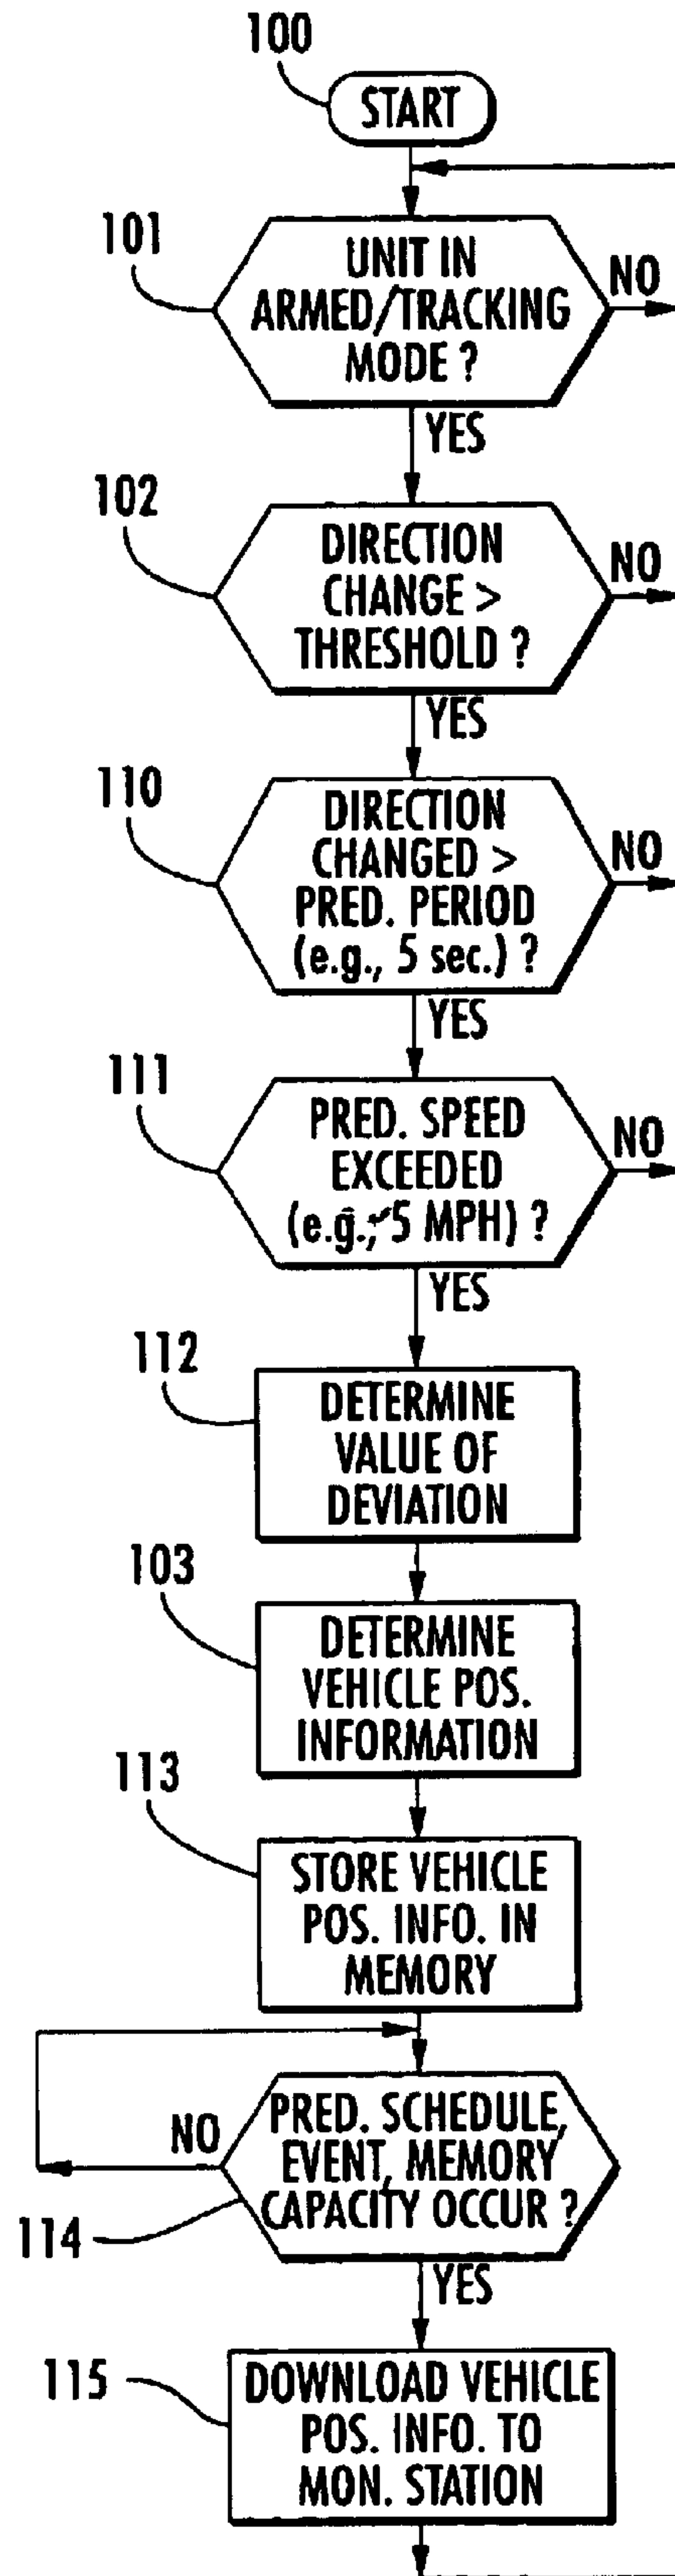 100
START
101
UNIT IN
ARMED/TRACKING
MODE ?
NO
YES
102
DIRECTION
CHANGE >
THRESHOLD ?
NO
YES
110
DIRECTION
CHANGED >
PRED. PERIOD
(e.g., 5 sec.) ?
NO
YES
111
PRED. SPEED
EXCEEDED
(e.g., 5 MPH) ?
NO
YES
112
DETERMINE
VALUE OF
DEVIATION
103
DETERMINE
VEHICLE POS.
INFORMATION
113
STORE VEHICLE
POS. INFO. IN
MEMORY
NO
PRED. SCHEDULE,
EVENT, MEMORY
CAPACITY OCCUR ?
114
YES
115
DOWNLOAD VEHICLE
POS. INFO. TO
MON. STATION